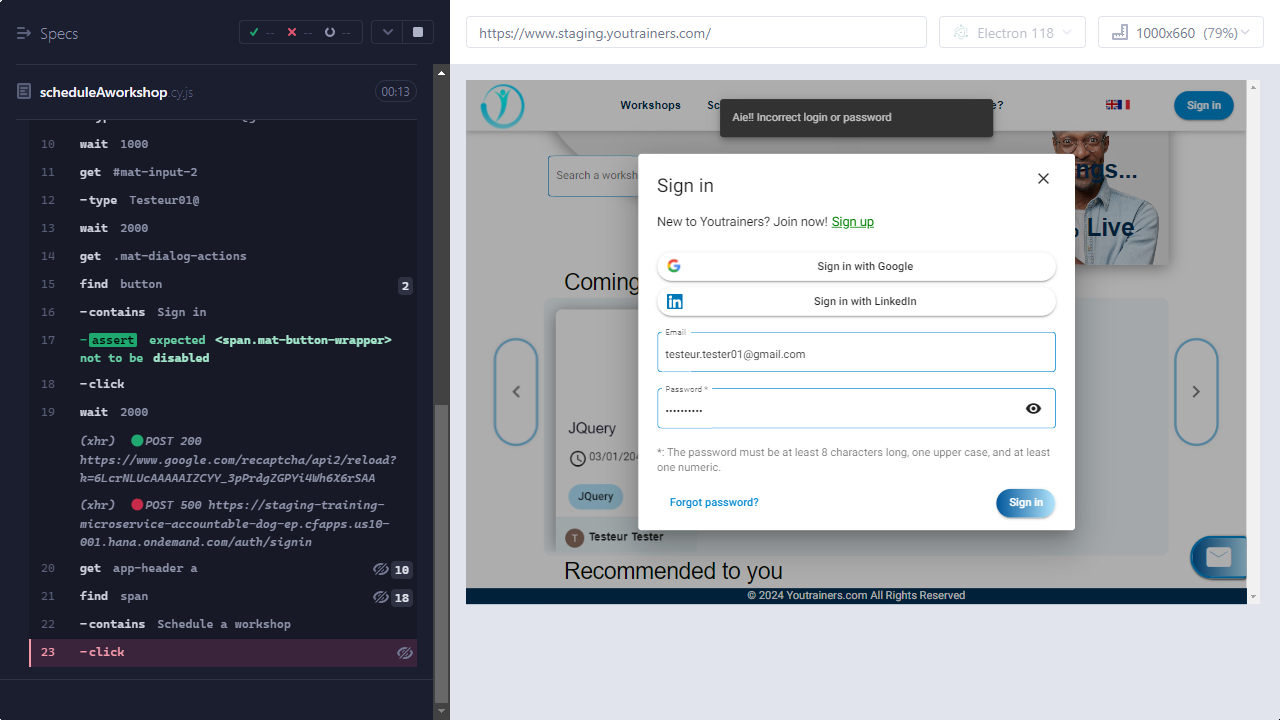 Specs
-- -- --
scheduleAworkshop.cy.js 00:13
10 wait 1000
11 get #mat-input-2
12 -type Testeur01@
13 wait 2000
14 get .mat-dialog-actions
15 find button 2
16 -contains Sign in
17 -assert expected <span.mat-button-wrapper>
not to be disabled
18 -click
19 wait 2000
(xhr) POST 200
https://www.google.com/recaptcha/api2/reload?
k=6LcrNLUcAAAAAIZCYY_3pPrdgZGPYi4Wh6X6rSAA
(xhr) POST 500 https://staging-training-
microservice-accountable-dog-ep.cfapps.us10-
001.hana.ondemand.com/auth/signin
20 get app-header a 10
21 find span 18
22 -contains Schedule a workshop
23 -click
https://www.staging.youtrainers.com/
Electron 118
1000x660 (79%)
Workshops
Sign in
Aie!! Incorrect login or password
Search a worksh
ngs...
Live
Sign in
New to Youtrainers? Join now! Sign up
Sign in with Google
Sign in with LinkedIn
Email
testeur.tester01@gmail.com
Password *
••••••••••
*: The password must be at least 8 characters long, one upper case, and at least
one numeric.
Forgot password?
Sign in
Coming
JQuery
03/01/204
JQuery
T Testeur Tester
Recommended to you
© 2024 Youtrainers.com All Rights Reserved